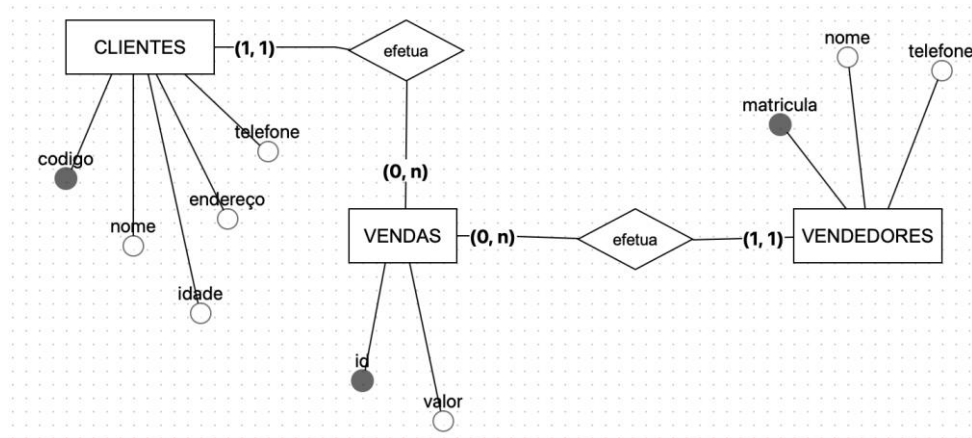 CLIENTES
(1, 1)
efetua
codigo
nome
idade
endereço
telefone
(0, n)
VENDAS
(0, n)
efetua
(1, 1)
VENDEDORES
matricula
nome
telefone
id
valor